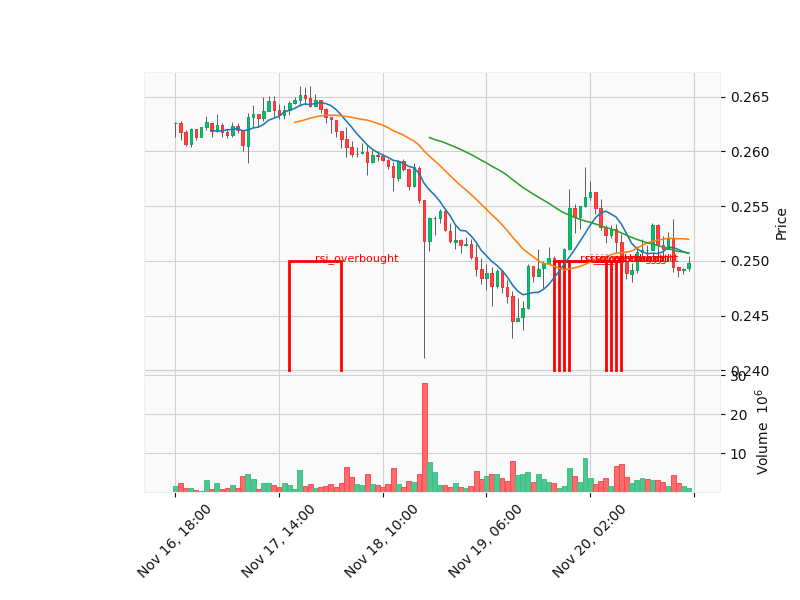 0.265
0.260
0.255
0.250
0.245
0.240
Price
rsi_overbought
30
20
10
Volume 10^6
Nov 16, 18:00
Nov 17, 14:00
Nov 18, 10:00
Nov 19, 06:00
Nov 20, 02:00